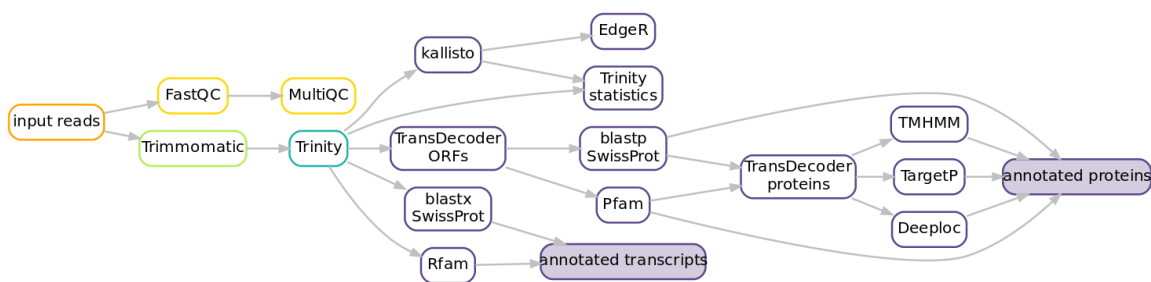 input reads
FastQC
MultiQC
Trimmomatic
Trinity
kallisto
EdgeR
Trinity
statistics
TransDecoder
ORFs
blastx
SwissProt
Rfam
annotated transcripts
blastp
SwissProt
Pfam
TransDecoder
proteins
TMHMM
TargetP
Deeploc
annotated proteins